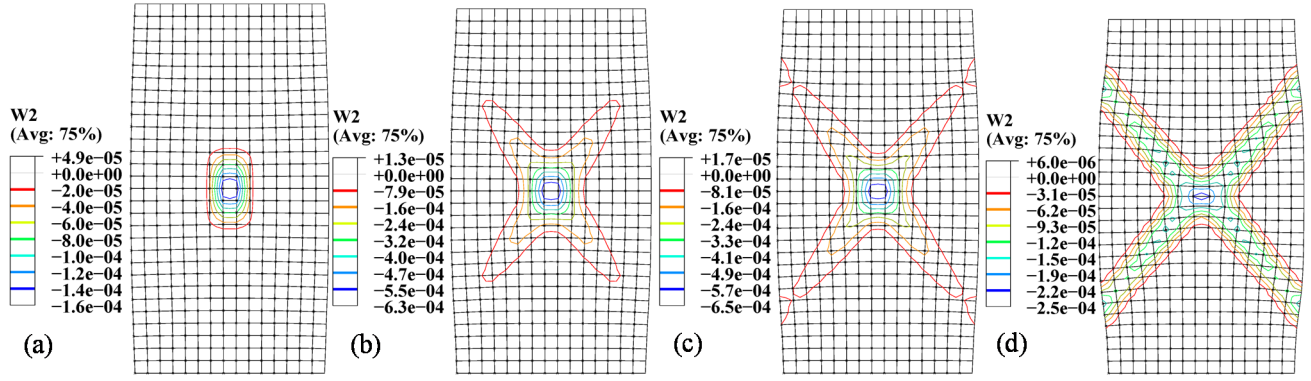 W2
(Avg: 75%)
+4.9e−05
+0.0e+00
−2.0e−05
−4.0e−05
−6.0e−05
−8.0e−05
−1.0e−04
−1.2e−04
−1.4e−04
−1.6e−04
(a)
W2
(Avg: 75%)
+1.3e−05
+0.0e+00
−7.9e−05
−1.6e−04
−2.4e−04
−3.2e−04
−4.0e−04
−4.7e−04
−5.5e−04
−6.3e−04
(b)
W2
(Avg: 75%)
+1.7e−05
+0.0e+00
−8.1e−05
−1.6e−04
−2.4e−04
−3.3e−04
−4.1e−04
−4.9e−04
−5.7e−04
−6.5e−04
(c)
W2
(Avg: 75%)
+6.0e−06
+0.0e+00
−3.1e−05
−6.2e−05
−9.3e−05
−1.2e−04
−1.5e−04
−1.9e−04
−2.2e−04
−2.5e−04
(d)